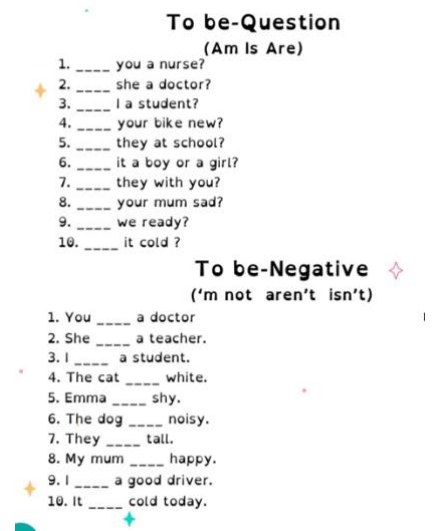 To be-Question
(Am Is Are)
1. ____ you a nurse?
2. ____ she a doctor?
3. ____ I a student?
4. ____ your bike new?
5. ____ they at school?
6. ____ it a boy or a girl?
7. ____ they with you?
8. ____ your mum sad?
9. ____ we ready?
10. ____ it cold ?
To be-Negative
(‘m not aren’t isn’t)
1. You ____ a doctor
2. She ____ a teacher.
3. I ____ a student.
4. The cat ____ white.
5. Emma ____ shy.
6. The dog ____ noisy.
7. They ____ tall.
8. My mum ____ happy.
9. I ____ a good driver.
10. It ____ cold today.